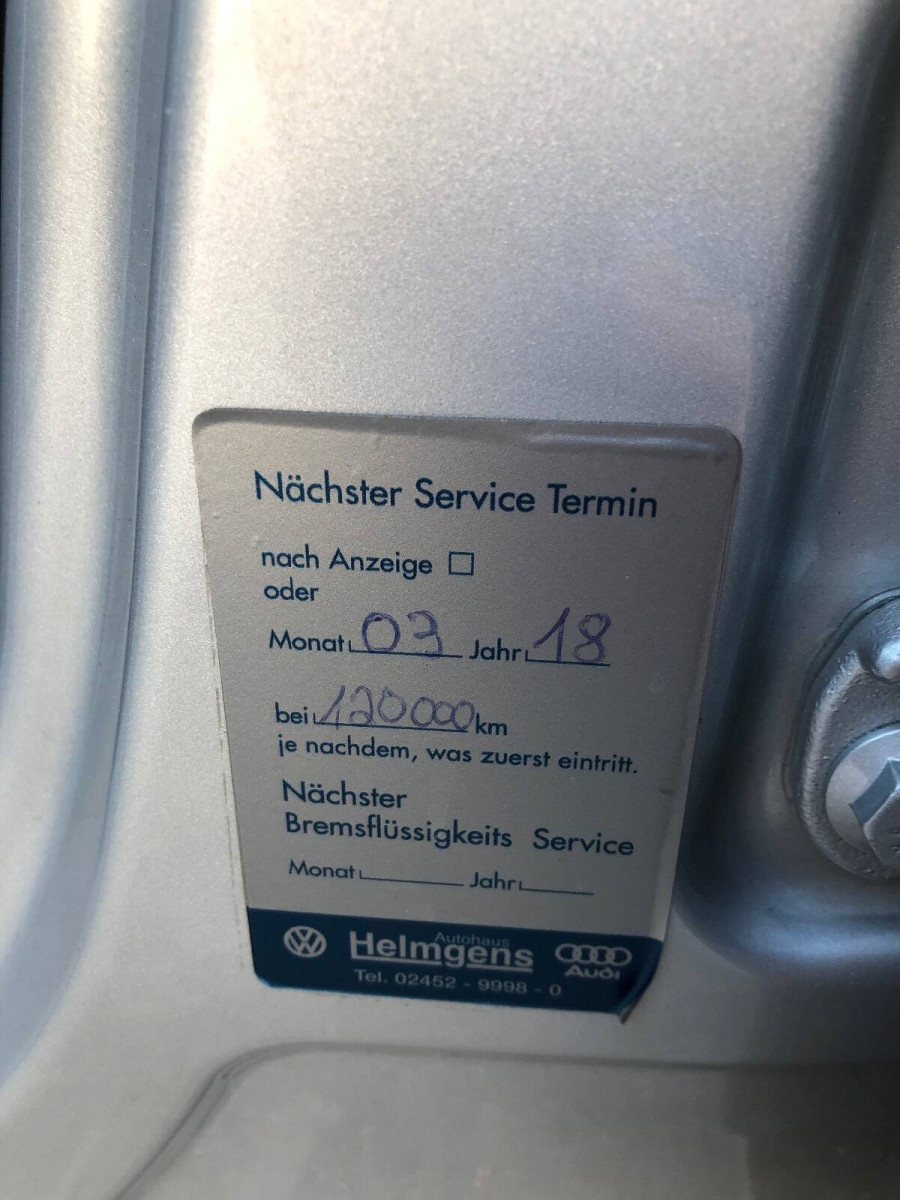 Nächster Service Termin
nach Anzeige
oder
Monat 03 Jahr 18
bei 120000 km
je nachdem, was zuerst eintritt.
Nächster
Bremsflüssigkeits Service
Monat Jahr
Autohaus
Helmgens
Audi
Tel. 02452 - 9998 - 0